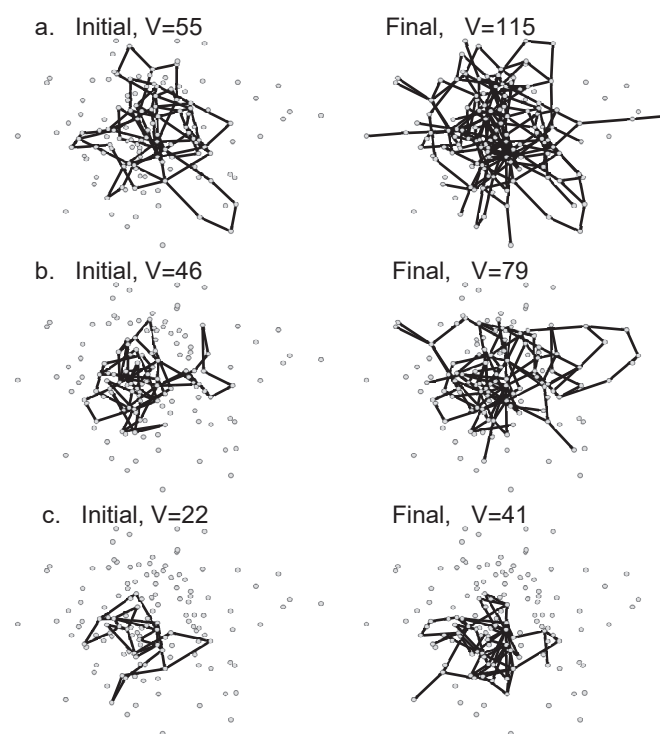 a. Initial, V=55 Final, V=115
b. Initial, V=46 Final, V=79
c. Initial, V=22 Final, V=41